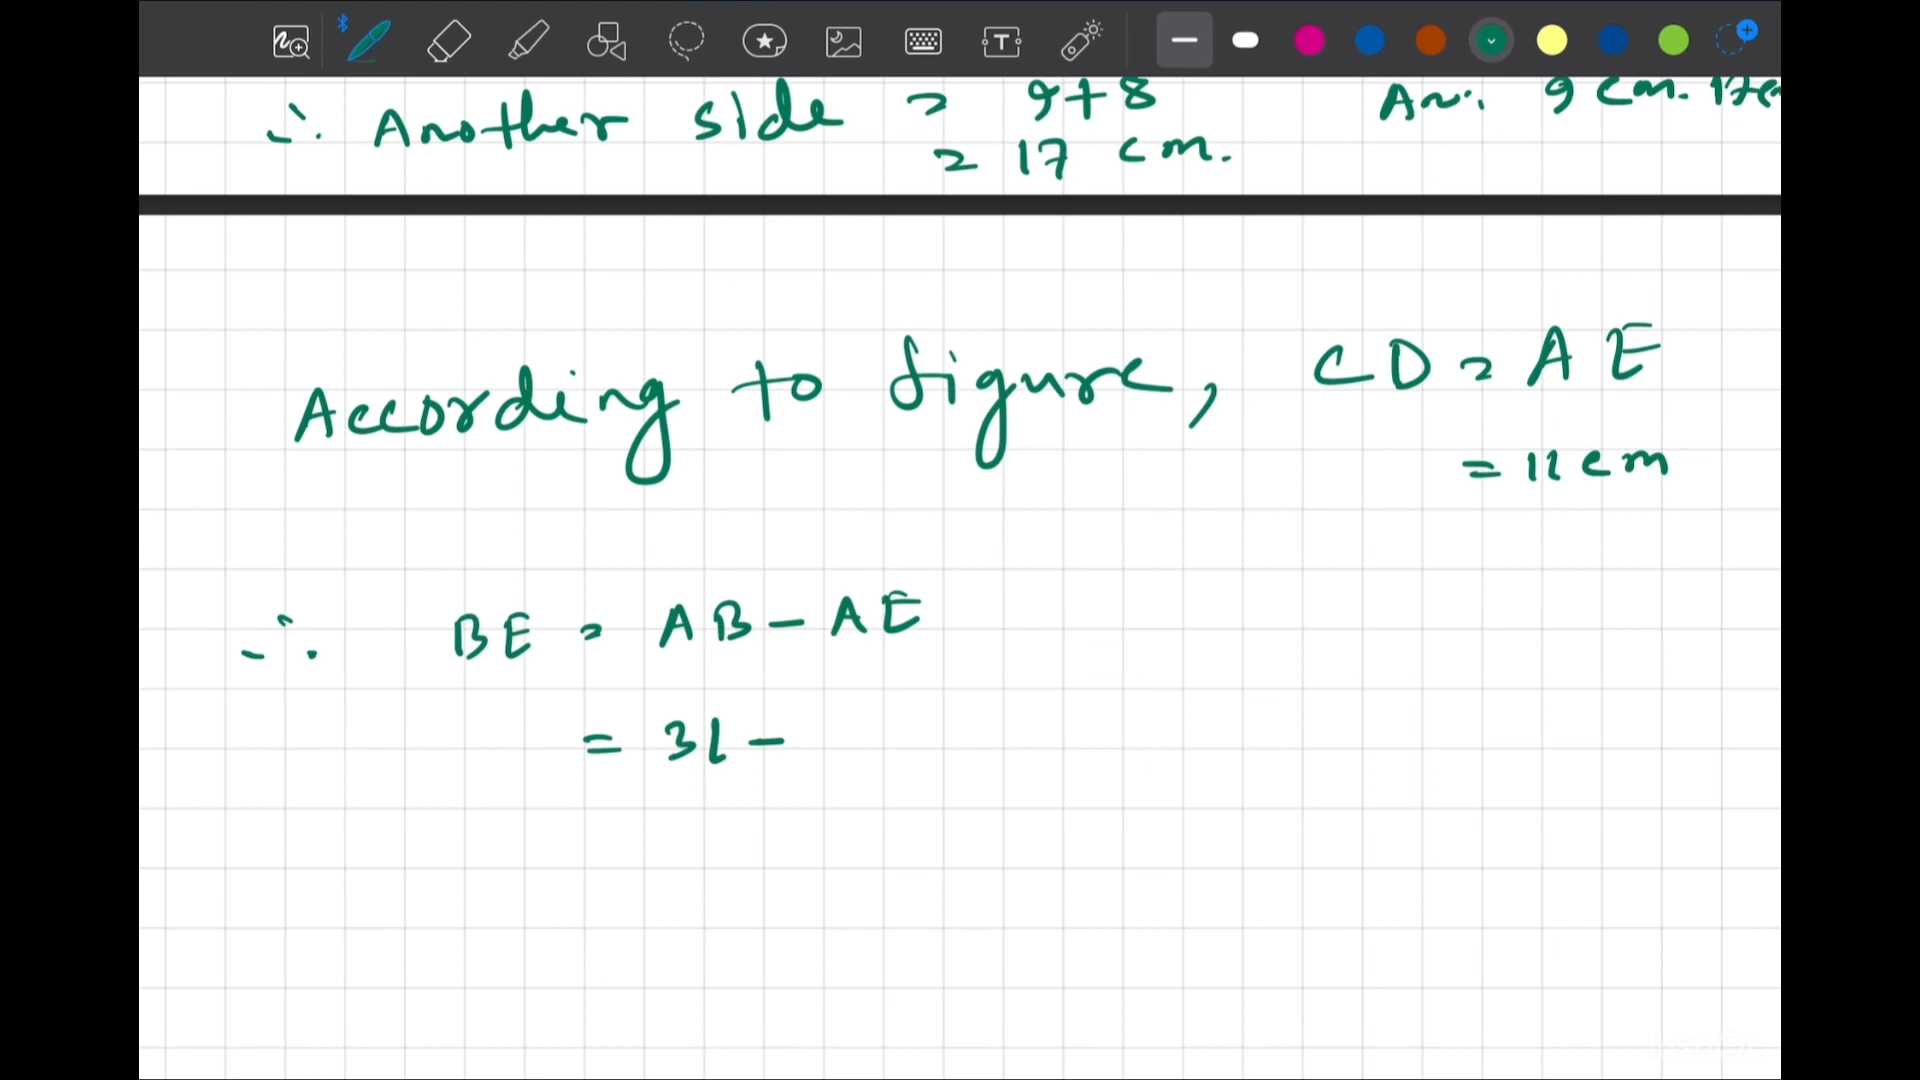 ∴ Another side = 9+8
= 17 cm.
Ans. 9 cm. 17c
According to figure, CD = AE
= 11 cm
∴ BE = AB - AE
= 31 -